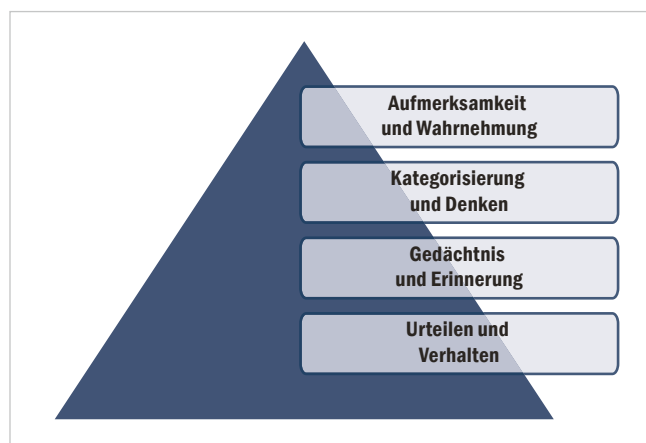 Aufmerksamkeit
und Wahrnehmung
Kategorisierung
und Denken
Gedächtnis
und Erinnerung
Urteilen und
Verhalten